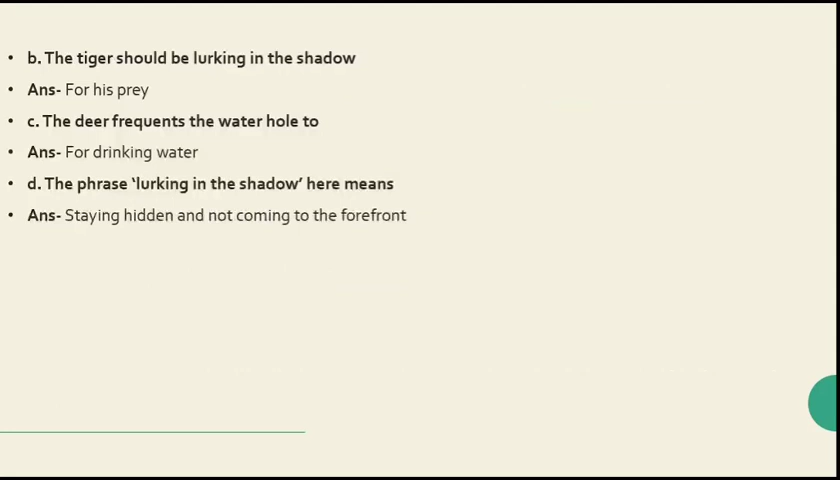 • b. The tiger should be lurking in the shadow
• Ans- For his prey
• c. The deer frequents the water hole to
• Ans- For drinking water
• d. The phrase ‘lurking in the shadow’ here means
• Ans- Staying hidden and not coming to the forefront